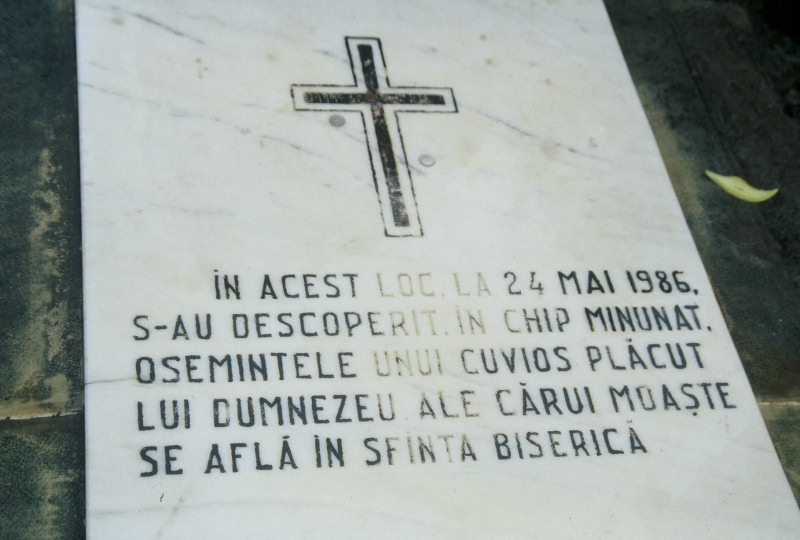 ÎN ACEST LOC, LA 24 MAI 1986,
S-AU DESCOPERIT, ÎN CHIP MINUNAT,
OSEMINTELE UNUI CUVIOS PLĂCUT
LUI DUMNEZEU ALE CĂRUI MOAȘTE
SE AFLĂ ÎN SFÎNTA BISERICĂ